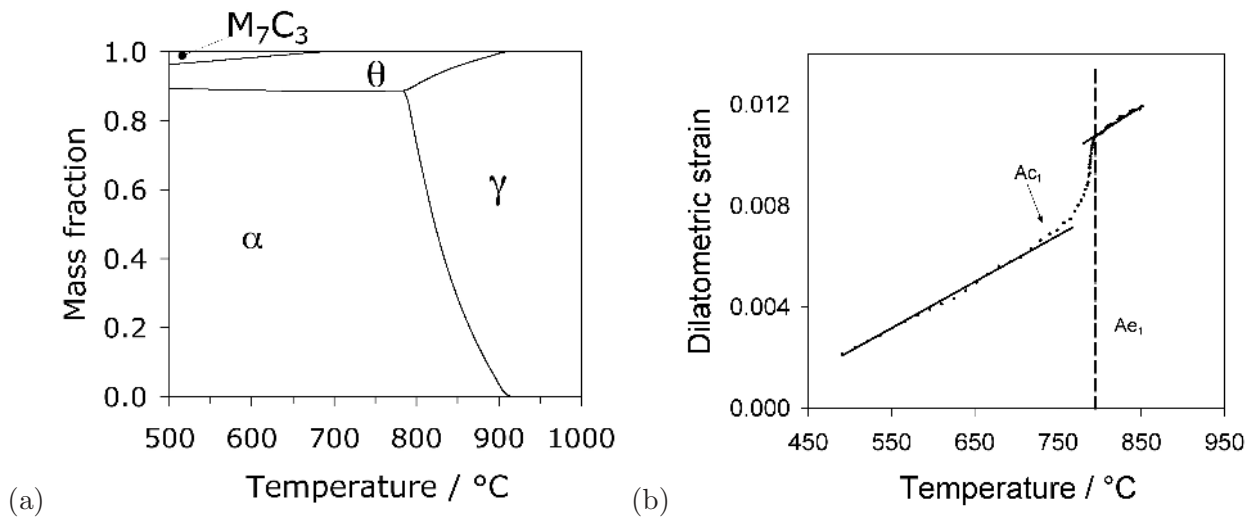 M₇C₃
1.0
0.8
0.6
0.4
0.2
0.0
Mass fraction
θ
γ
α
500 600 700 800 900 1000
Temperature / °C
(a)
0.012
0.008
0.004
0.000
Dilatometric strain
Ac₁
Ae₁
450 550 650 750 850 950
Temperature / °C
(b)